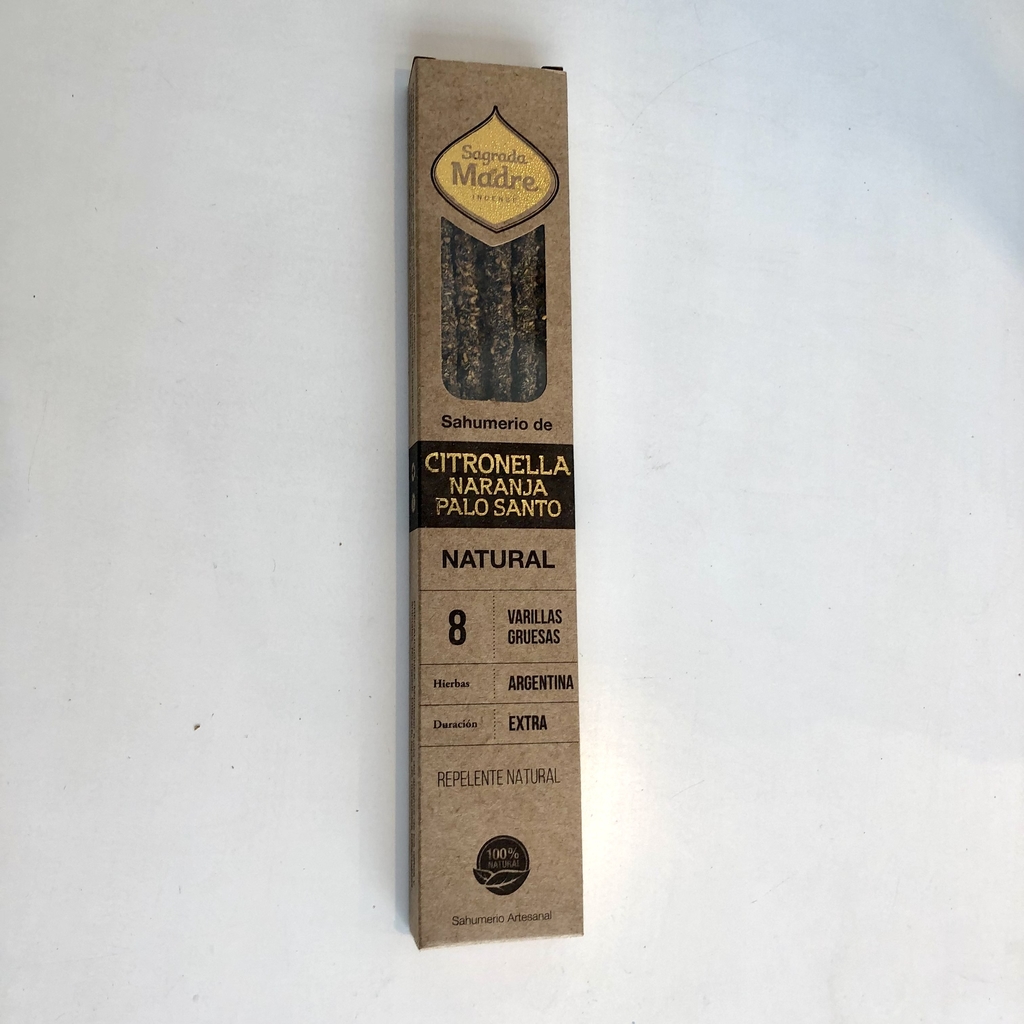 Sagrada
Madre
INCENSE
Sahumerio de
CITRONELLA
NARANJA
PALO SANTO
NATURAL
8 VARILLAS
GRUESAS
Hierbas ARGENTINA
Duración EXTRA
REPELENTE NATURAL
100%
NATURAL
Sahumerio Artesanal